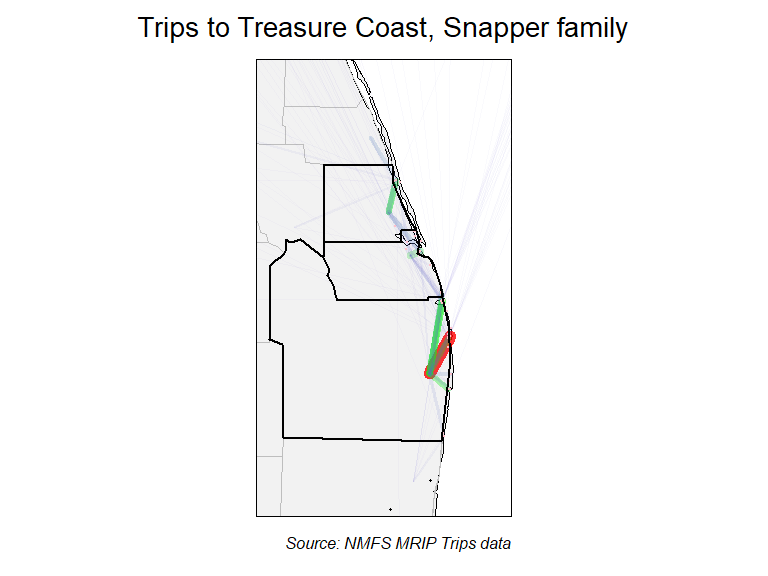 Trips to Treasure Coast, Snapper family
Source: NMFS MRIP Trips data